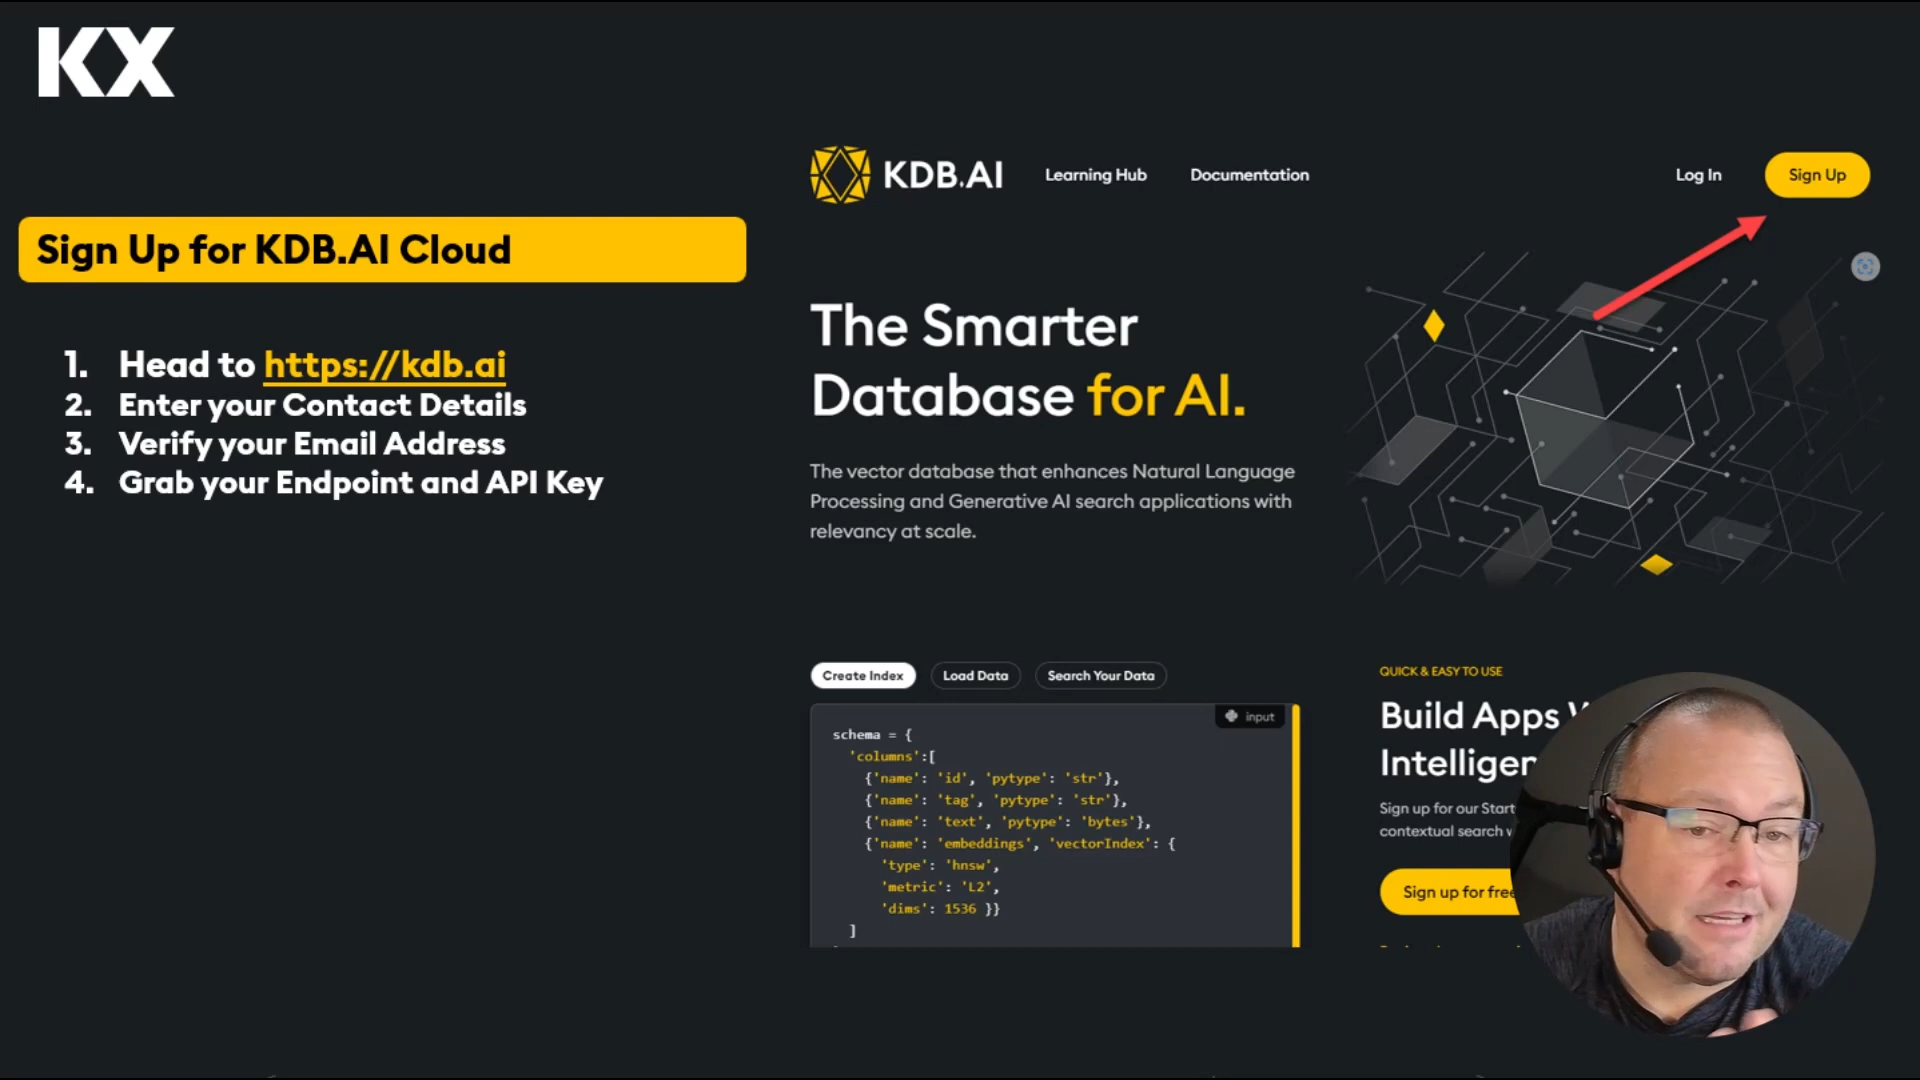 KX
Sign Up for KDB.AI Cloud
1. Head to https://kdb.ai
2. Enter your Contact Details
3. Verify your Email Address
4. Grab your Endpoint and API Key
KDB.AI Learning Hub Documentation Log In Sign Up
The Smarter
Database for AI.
The vector database that enhances Natural Language
Processing and Generative AI search applications with
relevancy at scale.
Create Index Load Data Search Your Data
input
schema = {
'columns':[
{'name': 'id', 'pytype': 'str'},
{'name': 'tag', 'pytype': 'str'},
{'name': 'text', 'pytype': 'bytes'},
{'name': 'embeddings', 'vectorIndex': {
'type': 'hnsw',
'metric': 'L2',
'dims': 1536 }}
]
QUICK & EASY TO USE
Build Apps
Sign up for our
contextual search
Sign up for free